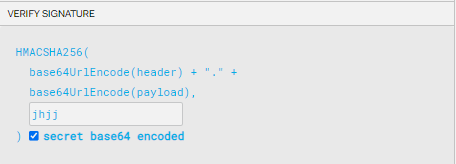 VERIFY SIGNATURE
HMACSHA256(
base64UrlEncode(header) + "." +
base64UrlEncode(payload),
jhjj
) secret base64 encoded